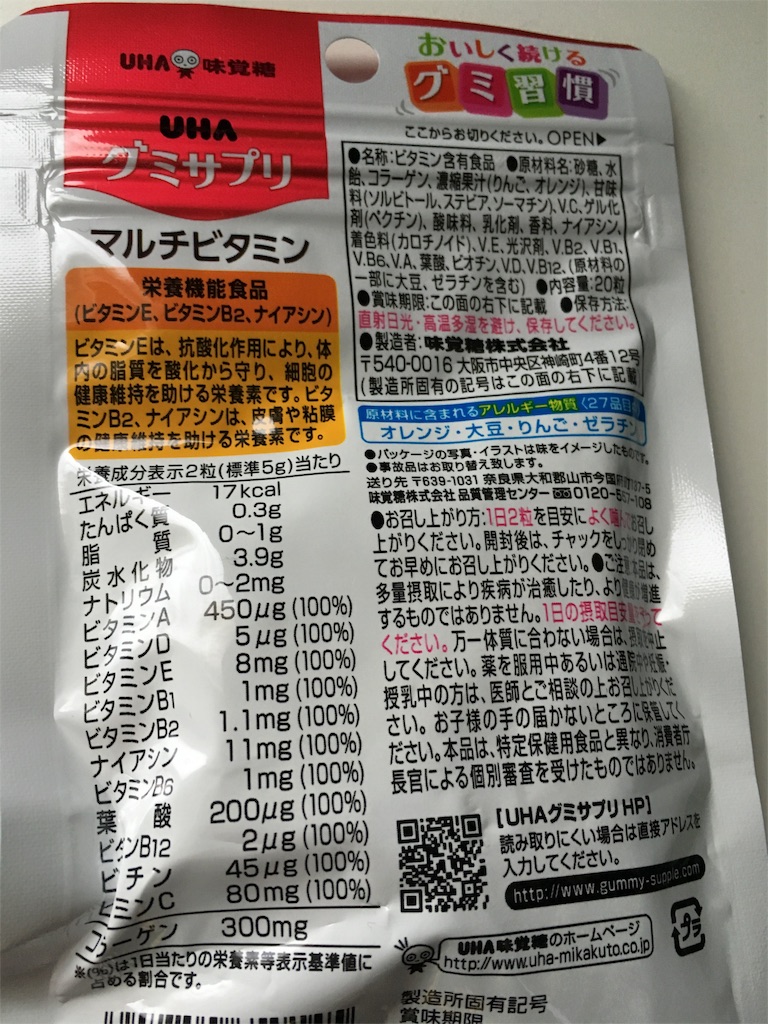 UHA 味覚糖
UHA
グミサプリ
マルチビタミン
栄養機能食品
(ビタミンE、ビタミンB2、ナイアシン)
ビタミンEは、抗酸化作用により、体
内の脂質を酸化から守り、細胞の
健康維持を助ける栄養素です。ビタ
ミンB2、ナイアシンは、皮膚や粘膜
の健康維持を助ける栄養素です。
栄養成分表示2粒(標準5g)当たり
エネルギー 17kcal
たんぱく質 0.3g
脂質 0~1g
炭水化物 3.9g
ナトリウム 0~2mg
ビタミンA 450μg (100%)
ビタミンD 5μg (100%)
ビタミンE 8mg (100%)
ビタミンB1 1mg (100%)
ビタミンB2 1.1mg (100%)
ナイアシン 11mg (100%)
ビタミンB6 1mg (100%)
葉酸 200μg (100%)
ビタミンB12 2μg (100%)
ビオチン 45μg (100%)
ビタミンC 80mg (100%)
コラーゲン 300mg
※(%)は1日当たりの栄養素等表示基準値に
占める割合です。
おいしく続ける
グミ習慣
ここからお切りください。OPEN▶
●名称:ビタミン含有食品 ●原材料名:砂糖、水
飴、コラーゲン、濃縮果汁(りんご、オレンジ)、甘味
料(ソルビトール、ステビア、ソーマチン)、V.C、ゲル化
剤(ペクチン)、酸味料、乳化剤、香料、ナイアシン、
着色料(カロチノイド)、V.E、光沢剤、V.B2、V.B1、
V.B6、V.A、葉酸、ビオチン、V.D、V.B12、(原材料の
一部に大豆、ゼラチンを含む) ●内容量:20粒
●賞味期限:この面の右下に記載 ●保存方法:
直射日光・高温多湿を避け、保存してください。
●製造者:味覚糖株式会社
〒540-0016 大阪市中央区神崎町4番12号
(製造所固有の記号はこの面の右下に記載
原材料に含まれるアレルギー物質〈27品目
オレンジ・大豆・りんご・ゼラチン
●パッケージの写真・イラストは味をイメージしたものです。
●事故品はお取り替え致します。
送り先 〒639-1031 奈良県大和郡山市今国府町137-5
味覚糖株式会社 品質管理センター 0120-557-108
●お召し上がり方:1日2粒を目安によく噛んでお召し
上がりください。開封後は、チャックをしっかり閉め
てお早めにお召し上がりください。●ご注意:本品は、
多量摂取により疾病が治癒したり、より健康が増進
するものではありません。1日の摂取目安量を守って
ください。万一体質に合わない場合は、摂取を中止
してください。薬を服用中あるいは通院中や妊娠・
授乳中の方は、医師とご相談の上お召し上がりくだ
さい。お子様の手の届かないところに保管してく
ださい。本品は、特定保健用食品と異なり、消費者庁
長官による個別審査を受けたものではありません。
【UHAグミサプリHP】
読み取りにくい場合は直接アドレスを
入力してください。
http://www.gummy-supple.com
UHA味覚糖のホームページ
http://www.uha-mikakuto.co.jp
プラ
製造所固有記号
賞味期限